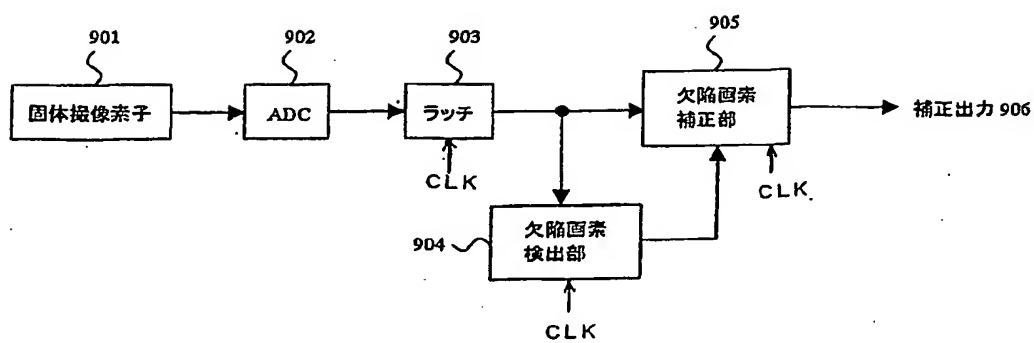 901
902
903
905
固体撮像素子
ADC
ラッチ
欠陥画素
補正部
補正出力 906
CLK
CLK
904
欠陥画素
検出部
CLK